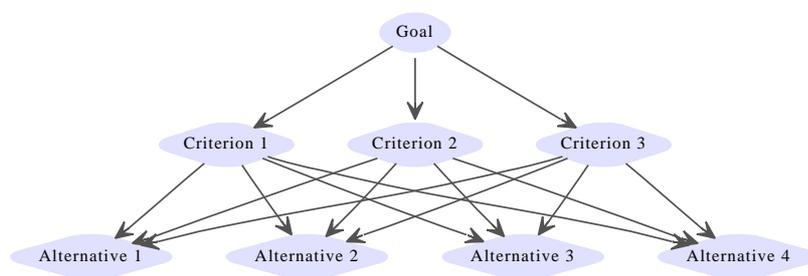 Goal
Criterion 1 Criterion 2 Criterion 3
Alternative 1 Alternative 2 Alternative 3 Alternative 4